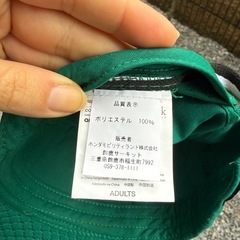 品質表示
ポリエステル 100%
販売者
ホンダモビリティランド株式会社
鈴鹿サーキット
三重県鈴鹿市稲生町7992
059-378-1111
ADULTS